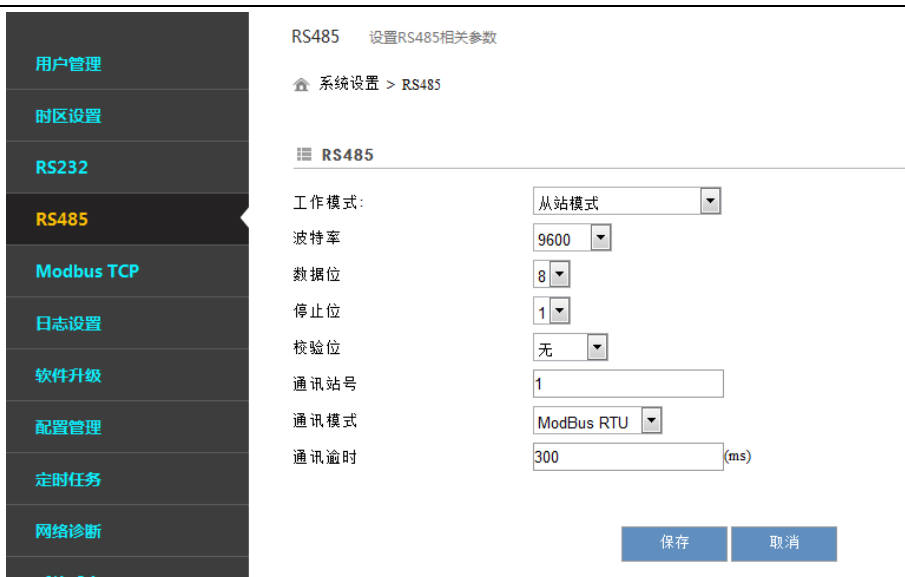 用户管理
时区设置
RS232
RS485
Modbus TCP
日志设置
软件升级
配置管理
定时任务
网络诊断
RS485 设置RS485相关参数
系统设置 > RS485
RS485
工作模式: 从站模式
波特率 9600
数据位 8
停止位 1
校验位 无
通讯站号 1
通讯模式 ModBus RTU
通讯逾时 300 (ms)
保存 取消